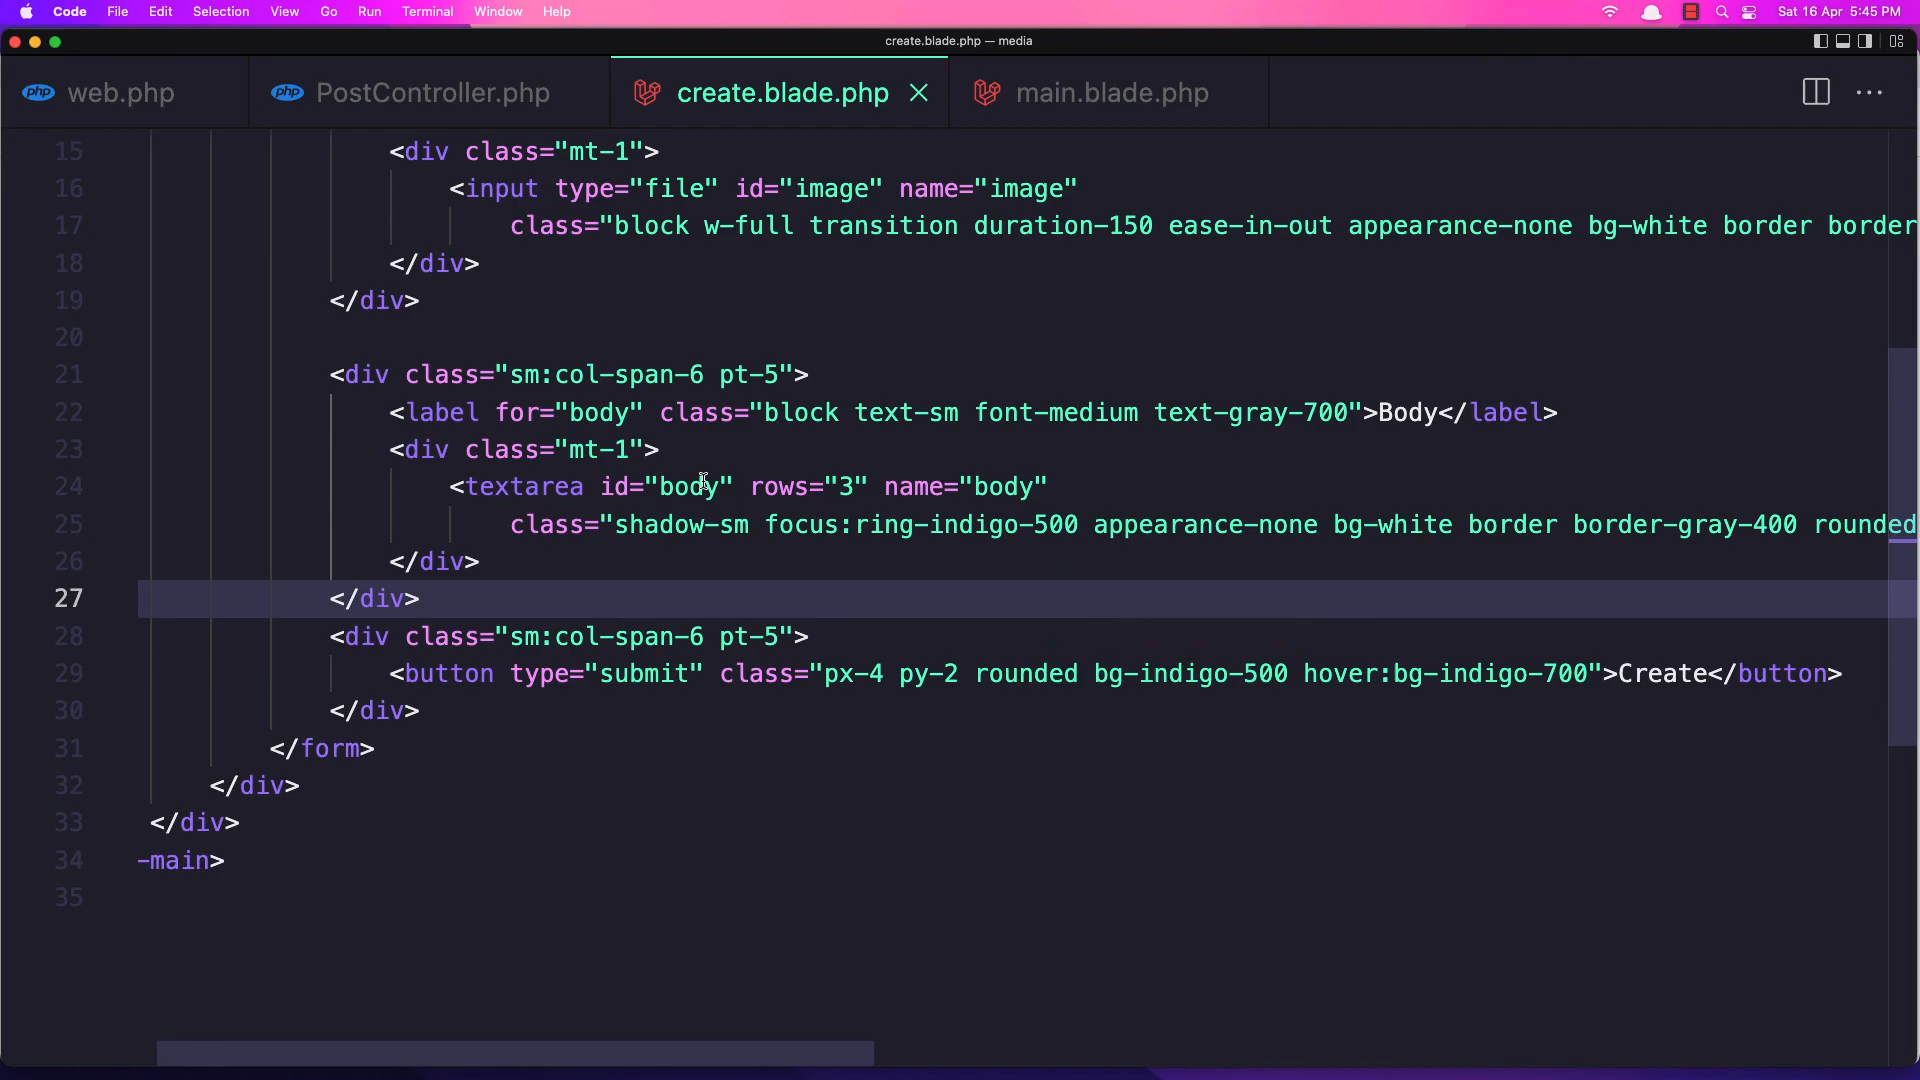 Code File Edit Selection View Go Run Terminal Window Help Sat 16 Apr 5:45 PM
create.blade.php — media
php web.php php PostController.php create.blade.php main.blade.php
15 <div class="mt-1">
16 <input type="file" id="image" name="image"
17 class="block w-full transition duration-150 ease-in-out appearance-none bg-white border border
18 </div>
19 </div>
20
21 <div class="sm:col-span-6 pt-5">
22 <label for="body" class="block text-sm font-medium text-gray-700">Body</label>
23 <div class="mt-1">
24 <textarea id="body" rows="3" name="body"
25 class="shadow-sm focus:ring-indigo-500 appearance-none bg-white border border-gray-400 rounded
26 </div>
27 </div>
28 <div class="sm:col-span-6 pt-5">
29 <button type="submit" class="px-4 py-2 rounded bg-indigo-500 hover:bg-indigo-700">Create</button>
30 </div>
31 </form>
32 </div>
33 </div>
34 -main>
35